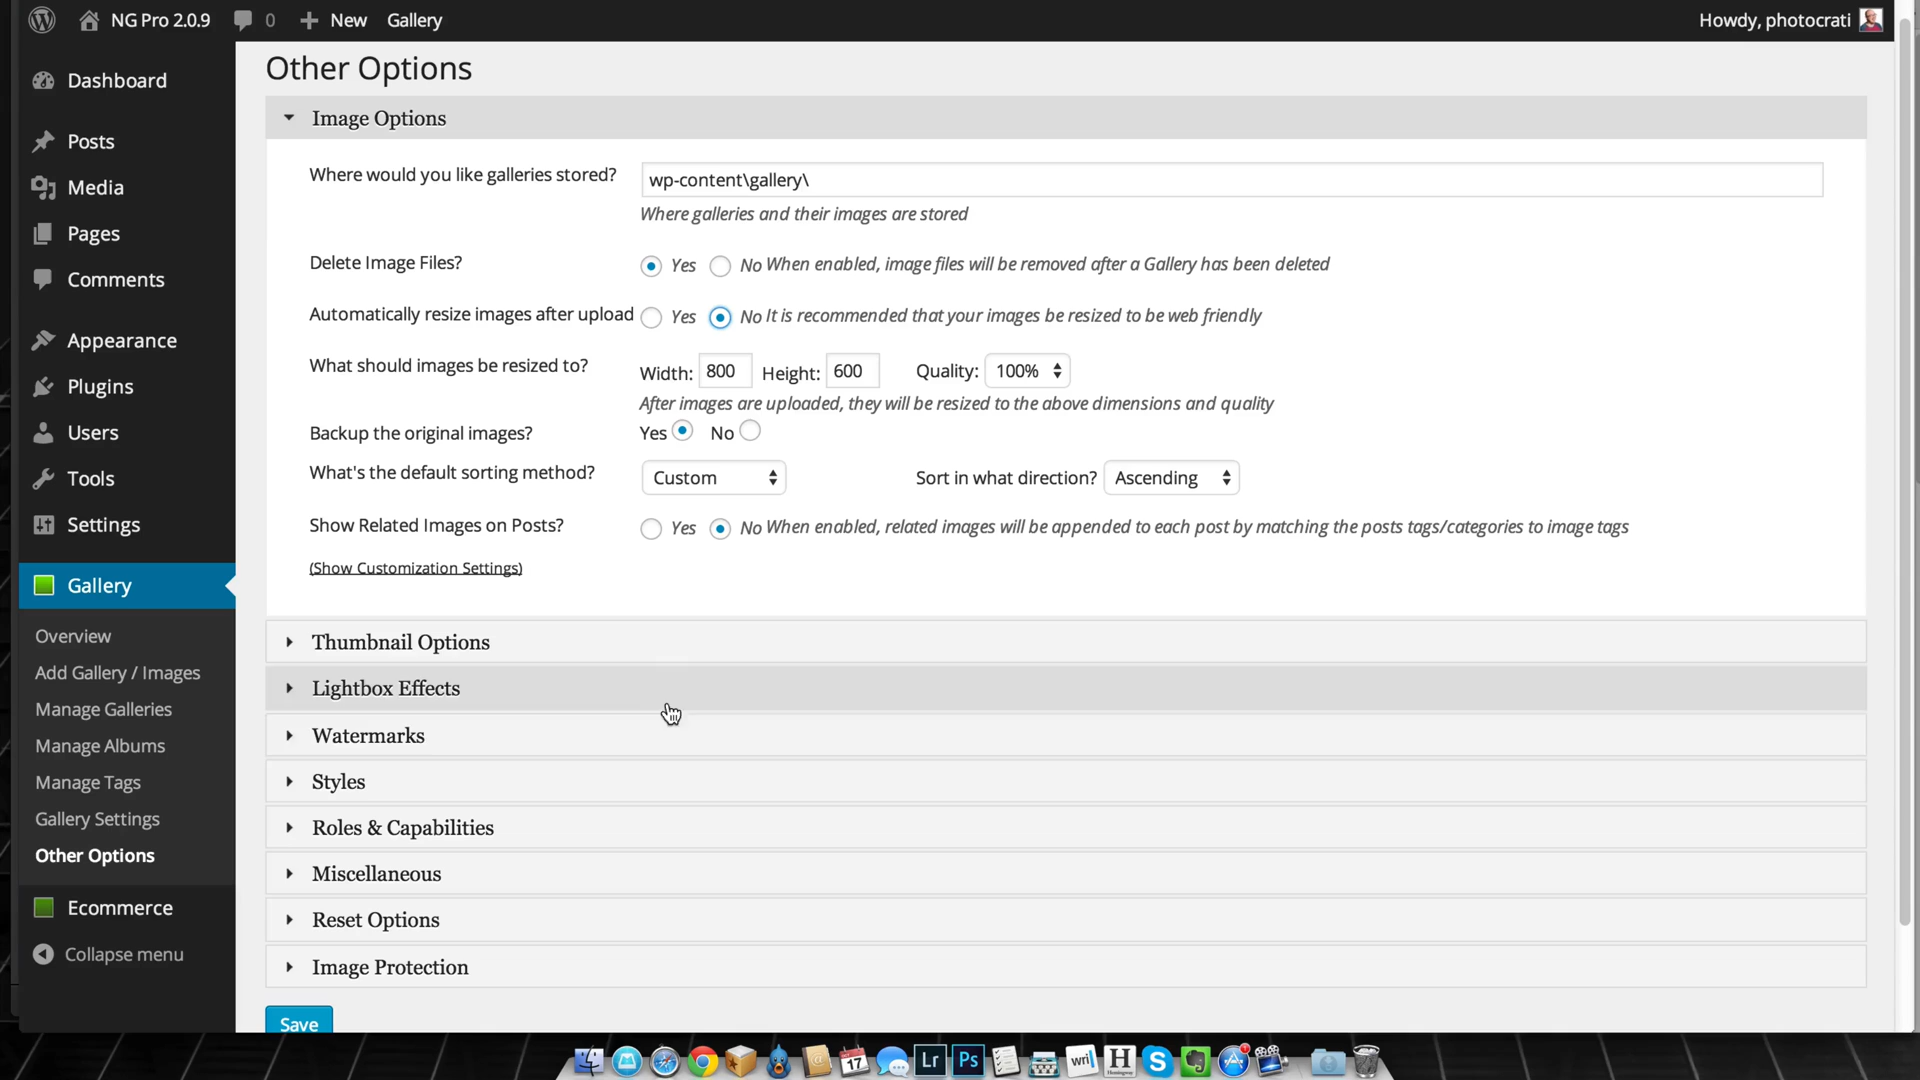 NG Pro 2.0.9 0 New Gallery Howdy, photocrati
Dashboard
Posts
Media
Pages
Comments
Appearance
Plugins
Users
Tools
Settings
Gallery
Overview
Add Gallery / Images
Manage Galleries
Manage Albums
Manage Tags
Gallery Settings
Other Options
Ecommerce
Collapse menu
Other Options
Image Options
Where would you like galleries stored? wp-content\gallery\
Where galleries and their images are stored
Delete Image Files? Yes No When enabled, image files will be removed after a Gallery has been deleted
Automatically resize images after upload Yes No It is recommended that your images be resized to be web friendly
What should images be resized to? Width: 800 Height: 600 Quality: 100%
After images are uploaded, they will be resized to the above dimensions and quality
Backup the original images? Yes No
What's the default sorting method? Custom Sort in what direction? Ascending
Show Related Images on Posts? Yes No When enabled, related images will be appended to each post by matching the posts tags/categories to image tags
(Show Customization Settings)
Thumbnail Options
Lightbox Effects
Watermarks
Styles
Roles & Capabilities
Miscellaneous
Reset Options
Image Protection
Save
17 Lr Ps wri H